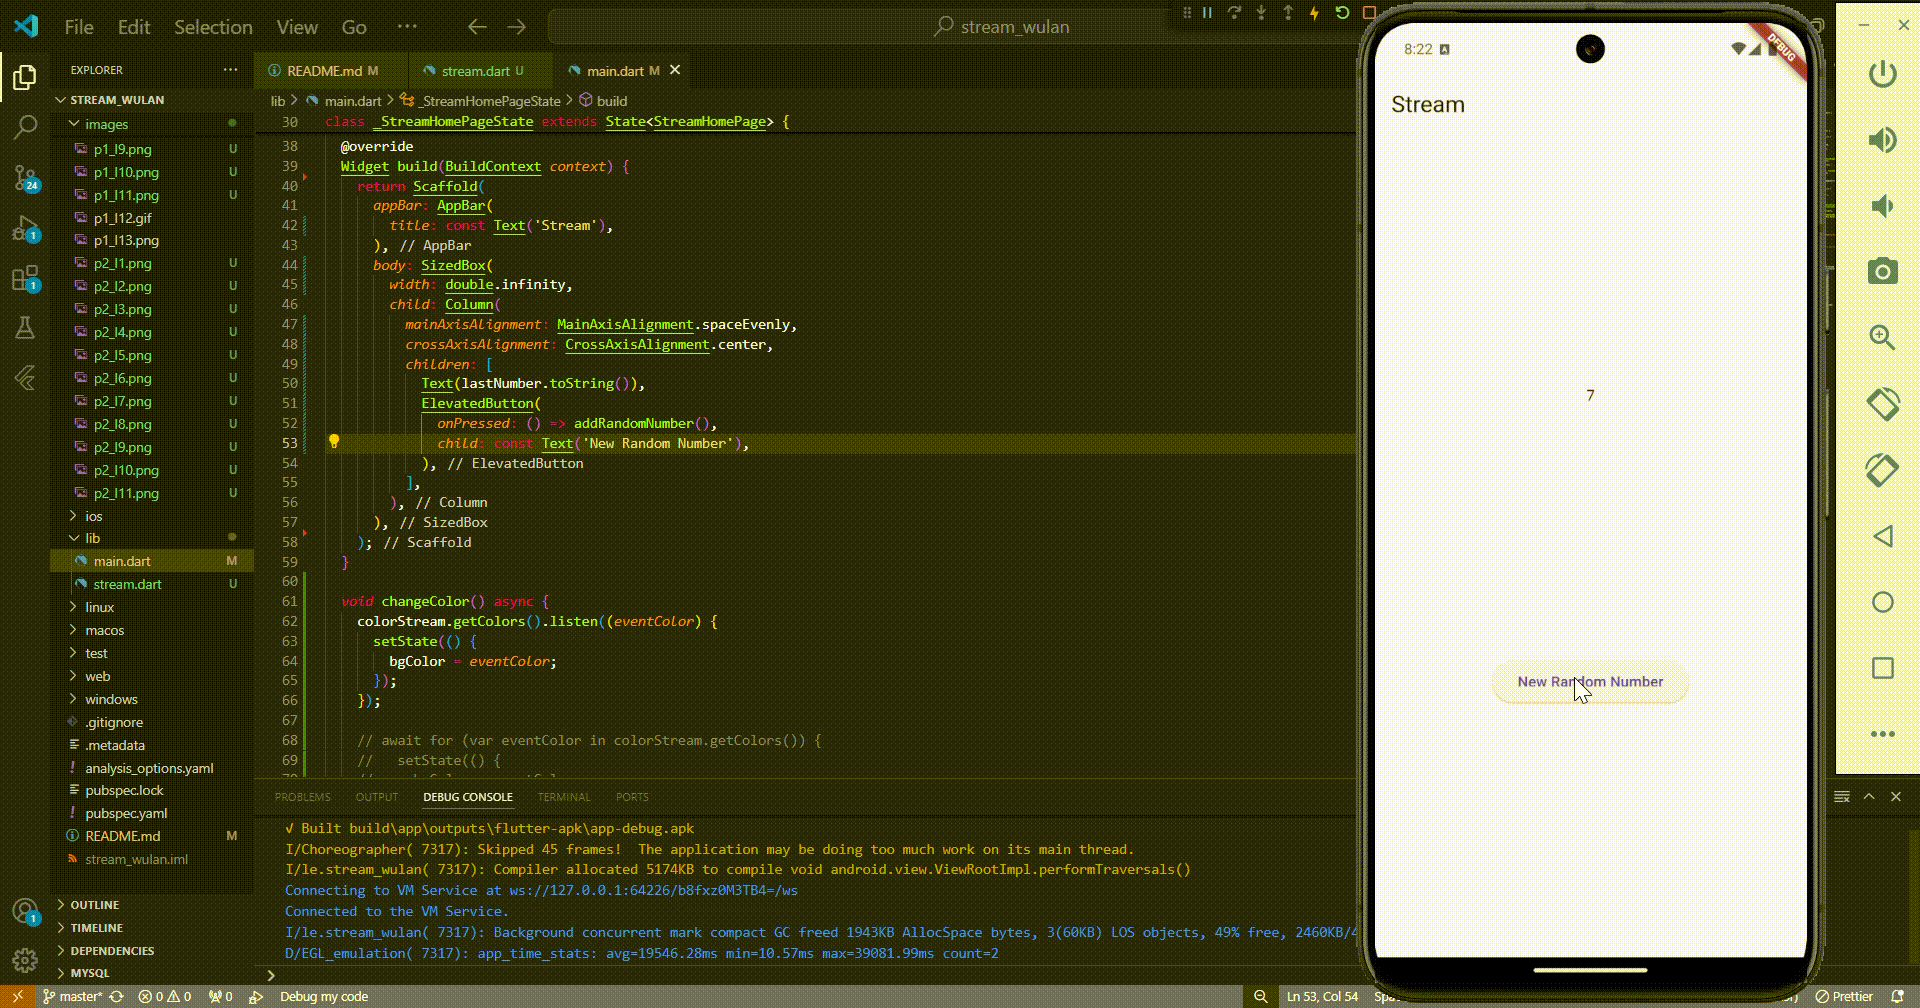 File Edit Selection View Go ··· stream_wulan
EXPLORER ···
STREAM_WULAN
images
p1_l9.png U
p1_l10.png U
p1_l11.png U
p1_l12.gif
p1_l13.png
p2_l1.png U
p2_l2.png U
p2_l3.png U
p2_l4.png U
p2_l5.png U
p2_l6.png U
p2_l7.png U
p2_l8.png U
p2_l9.png U
p2_l10.png U
p2_l11.png U
ios
lib
main.dart M
stream.dart U
linux
macos
test
web
windows
.gitignore
.metadata
analysis_options.yaml
pubspec.lock
pubspec.yaml
README.md M
stream_wulan.iml
OUTLINE
TIMELINE
DEPENDENCIES
MYSQL
24
1
1
1
README.md M stream.dart U main.dart M
lib > main.dart > _StreamHomePageState > build
30 class _StreamHomePageState extends State<StreamHomePage> {
38 @override
39 Widget build(BuildContext context) {
40 return Scaffold(
41 appBar: AppBar(
42 title: const Text('Stream'),
43 ), // AppBar
44 body: SizedBox(
45 width: double.infinity,
46 child: Column(
47 mainAxisAlignment: MainAxisAlignment.spaceEvenly,
48 crossAxisAlignment: CrossAxisAlignment.center,
49 children: [
50 Text(lastNumber.toString()),
51 ElevatedButton(
52 onPressed: () => addRandomNumber(),
53 child: const Text('New Random Number'),
54 ), // ElevatedButton
55 ],
56 ), // Column
57 ), // SizedBox
58 ); // Scaffold
59 }
60
61 void changeColor() async {
62 colorStream.getColors().listen((eventColor) {
63 setState(() {
64 bgColor = eventColor;
65 });
66 });
67
68 // await for (var eventColor in colorStream.getColors()) {
69 // setState(() {
PROBLEMS OUTPUT DEBUG CONSOLE TERMINAL PORTS
√ Built build\app\outputs\flutter-apk\app-debug.apk
I/Choreographer( 7317): Skipped 45 frames! The application may be doing too much work on its main thread.
I/le.stream_wulan( 7317): Compiler allocated 5174KB to compile void android.view.ViewRootImpl.performTraversals()
Connecting to VM Service at ws://127.0.0.1:64226/b8fxz0M3TB4=/ws
Connected to the VM Service.
I/le.stream_wulan( 7317): Background concurrent mark compact GC freed 1943KB AllocSpace bytes, 3(60KB) LOS objects, 49% free, 2460KB/4
D/EGL_emulation( 7317): app_time_stats: avg=19546.28ms min=10.57ms max=39081.99ms count=2
master* 0 0 0 Debug my code Ln 53, Col 54 Prettier
8:22
DEBUG
Stream
7
New Random Number